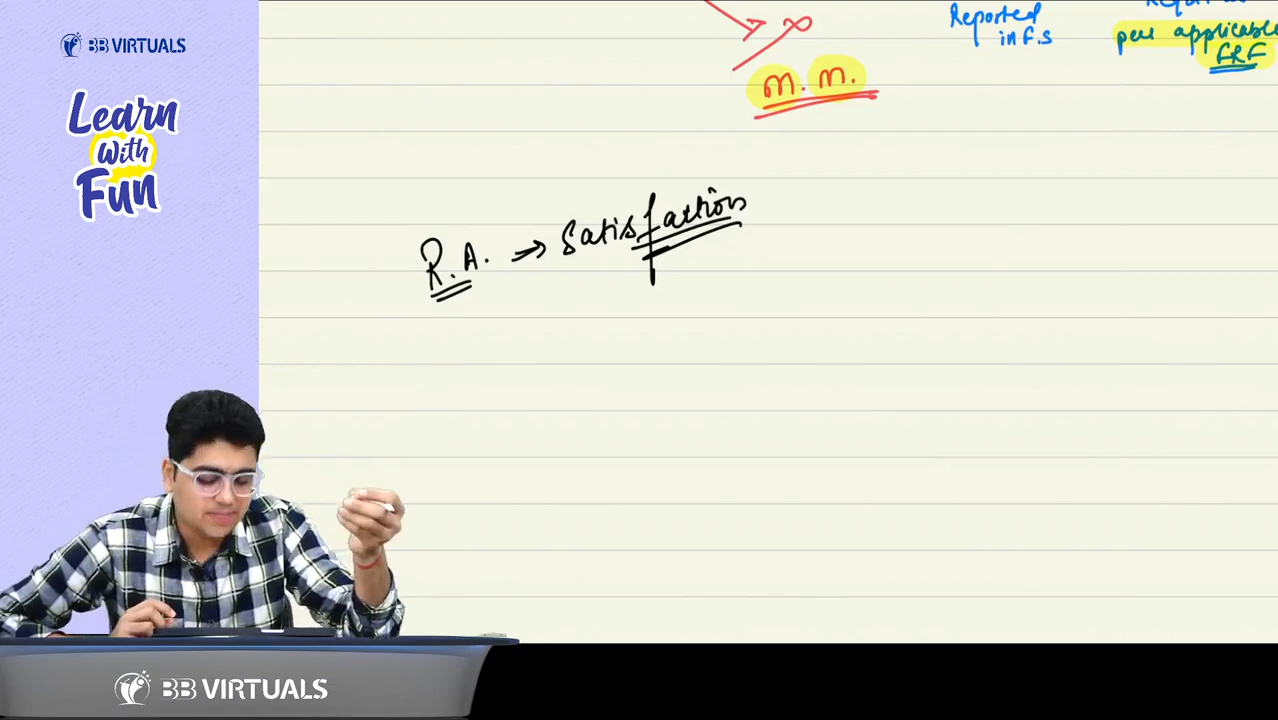 BB VIRTUALS
Learn
With
Fun
∞
M. M.
Reported
in F.S
per applicable
FRF
R.A. → Satisfaction
BB VIRTUALS